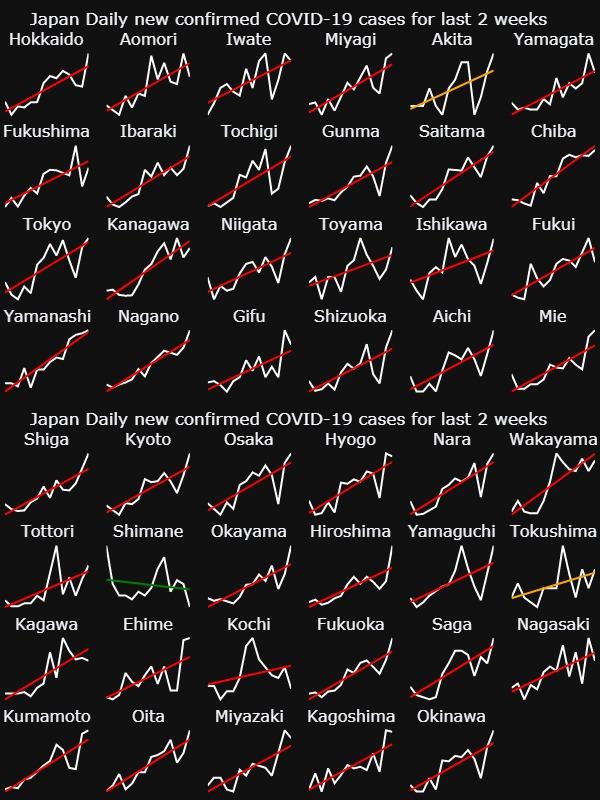 Japan Daily new confirmed COVID-19 cases for last 2 weeks
Hokkaido Aomori Iwate Miyagi Akita Yamagata
Fukushima Ibaraki Tochigi Gunma Saitama Chiba
Tokyo Kanagawa Niigata Toyama Ishikawa Fukui
Yamanashi Nagano Gifu Shizuoka Aichi Mie
Japan Daily new confirmed COVID-19 cases for last 2 weeks
Shiga Kyoto Osaka Hyogo Nara Wakayama
Tottori Shimane Okayama Hiroshima Yamaguchi Tokushima
Kagawa Ehime Kochi Fukuoka Saga Nagasaki
Kumamoto Oita Miyazaki Kagoshima Okinawa